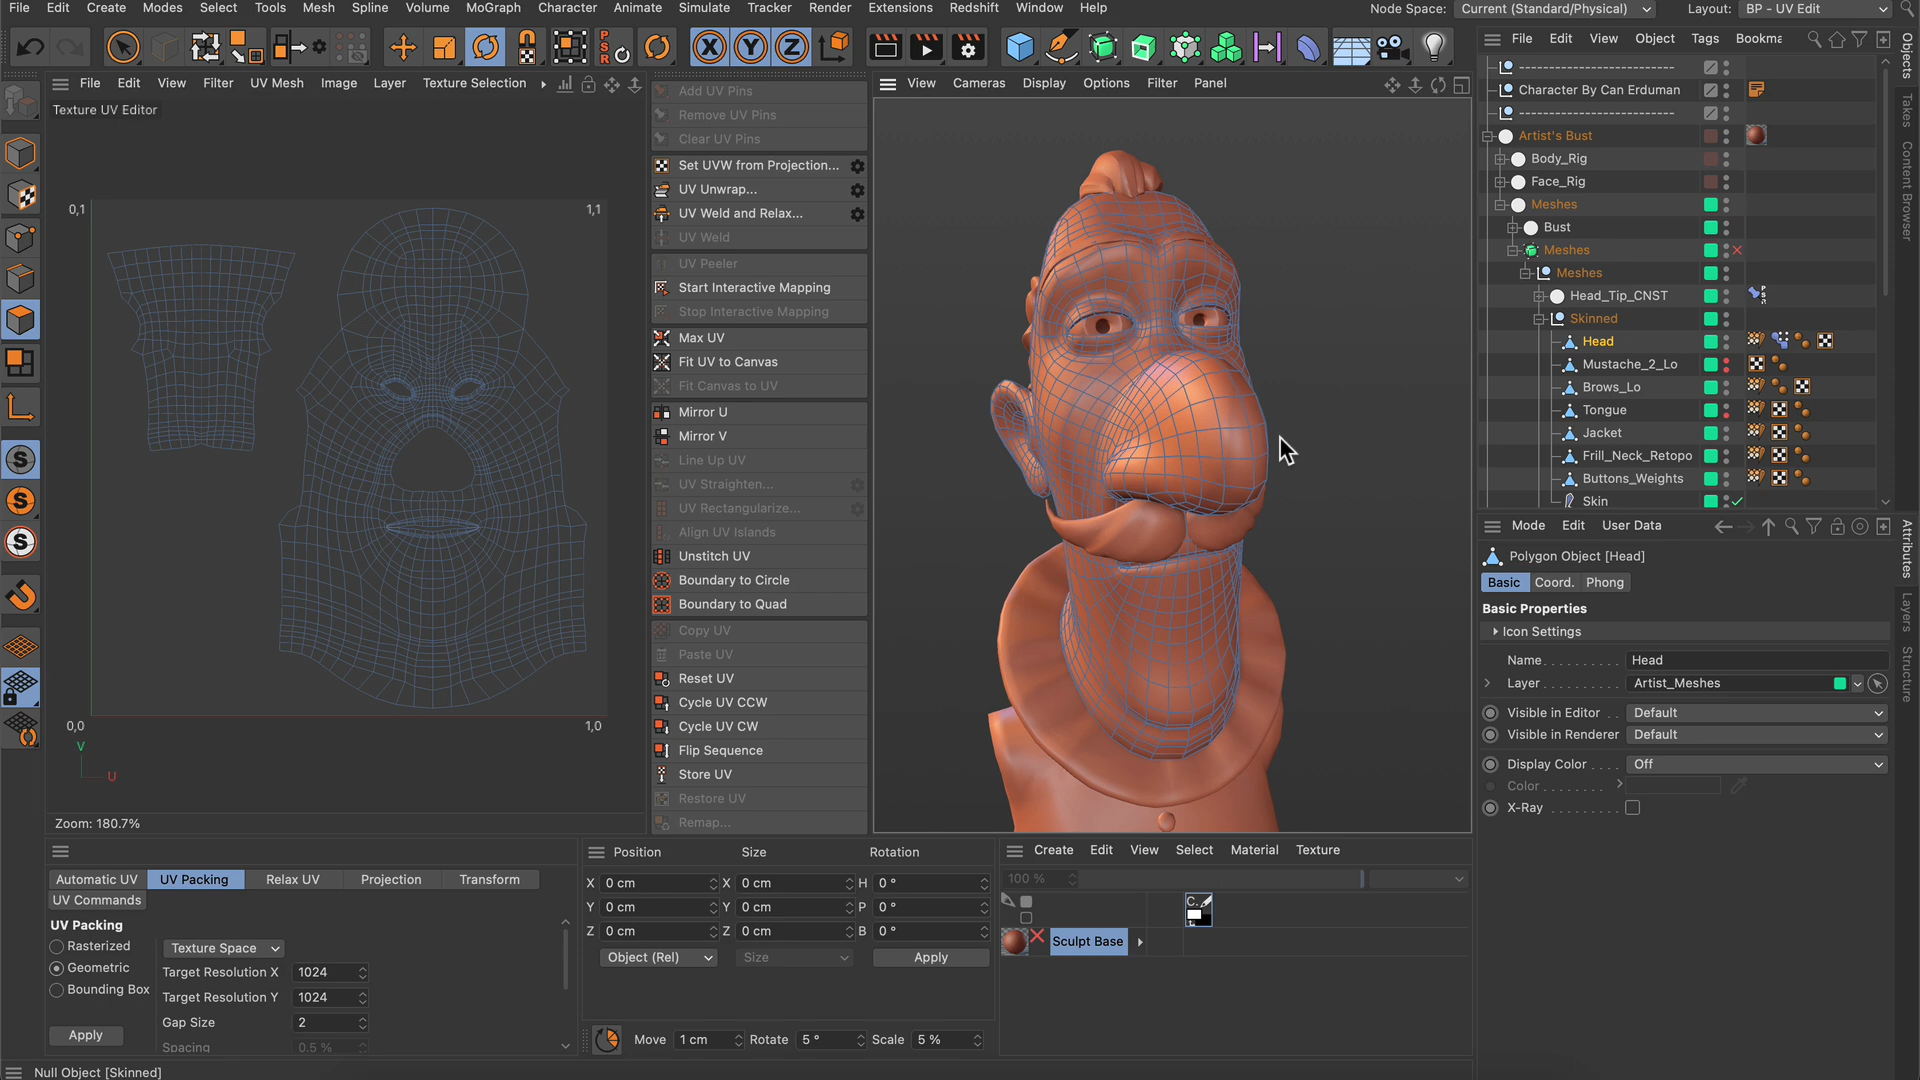 File Edit Create Modes Select Tools Mesh Spline Volume MoGraph Character Animate Simulate Tracker Render Extensions Redshift Window Help Node Space: Current (Standard/Physical) Layout: BP - UV Edit
X Y Z
PSR
File Edit View Object Tags Bookma
File Edit View Filter UV Mesh Image Layer Texture Selection
View Cameras Display Options Filter Panel
Texture UV Editor
0,1
1,1
0,0
1,0
V
U
Zoom: 180.7%
S
S
S
Add UV Pins
Remove UV Pins
Clear UV Pins
Set UVW from Projection...
UV Unwrap...
UV Weld and Relax...
UV Weld
UV Peeler
Start Interactive Mapping
Stop Interactive Mapping
Max UV
Fit UV to Canvas
Fit Canvas to UV
Mirror U
Mirror V
Line Up UV
UV Straighten...
UV Rectangularize...
Align UV Islands
Unstitch UV
Boundary to Circle
Boundary to Quad
Copy UV
Paste UV
Reset UV
Cycle UV CCW
Cycle UV CW
Flip Sequence
Store UV
Restore UV
Remap...
--------------------------
Character By Can Erduman
--------------------------
Artist's Bust
Body_Rig
Face_Rig
Meshes
Bust
Meshes
Meshes
Head_Tip_CNST
Skinned
Head
Mustache_2_Lo
Brows_Lo
Tongue
Jacket
Frill_Neck_Retopo
Buttons_Weights
Skin
Objects
Takes
Content Browser
Mode Edit User Data
Polygon Object [Head]
Basic Coord. Phong
Basic Properties
Icon Settings
Name Head
Layer Artist_Meshes
Visible in Editor Default
Visible in Renderer Default
Display Color Off
Color
X-Ray
Attributes
Layers
Structure
Automatic UV UV Packing Relax UV Projection Transform
UV Commands
UV Packing
Rasterized
Geometric
Bounding Box
Texture Space
Target Resolution X 1024
Target Resolution Y 1024
Gap Size 2
Spacing 0.5 %
Apply
Position Size Rotation
X 0 cm X 0 cm H 0 °
Y 0 cm Y 0 cm P 0 °
Z 0 cm Z 0 cm B 0 °
Object (Rel) Size Apply
Move 1 cm Rotate 5 ° Scale 5 %
Create Edit View Select Material Texture
100 %
C.
Sculpt Base
Null Object [Skinned]